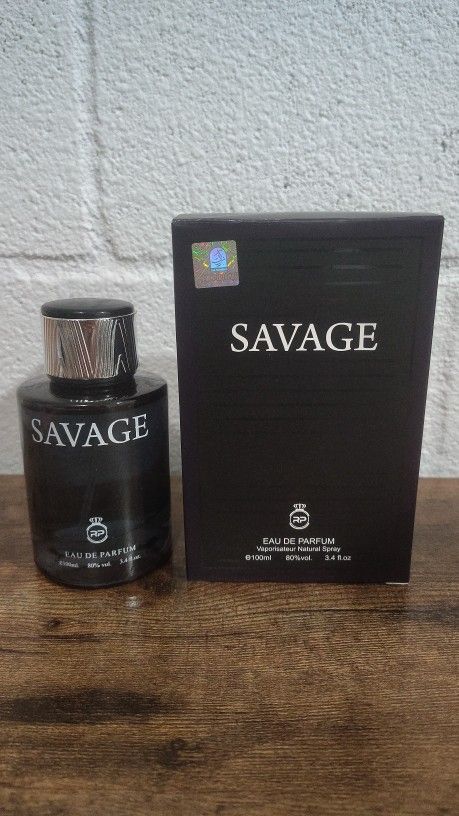 SAVAGE
RP
EAU DE PARFUM
℮100ml 80% vol. 3.4 fl.oz.
SAVAGE
RP
EAU DE PARFUM
Vaporisateur Natural Spray
℮100ml 80%vol. 3.4 fl.oz